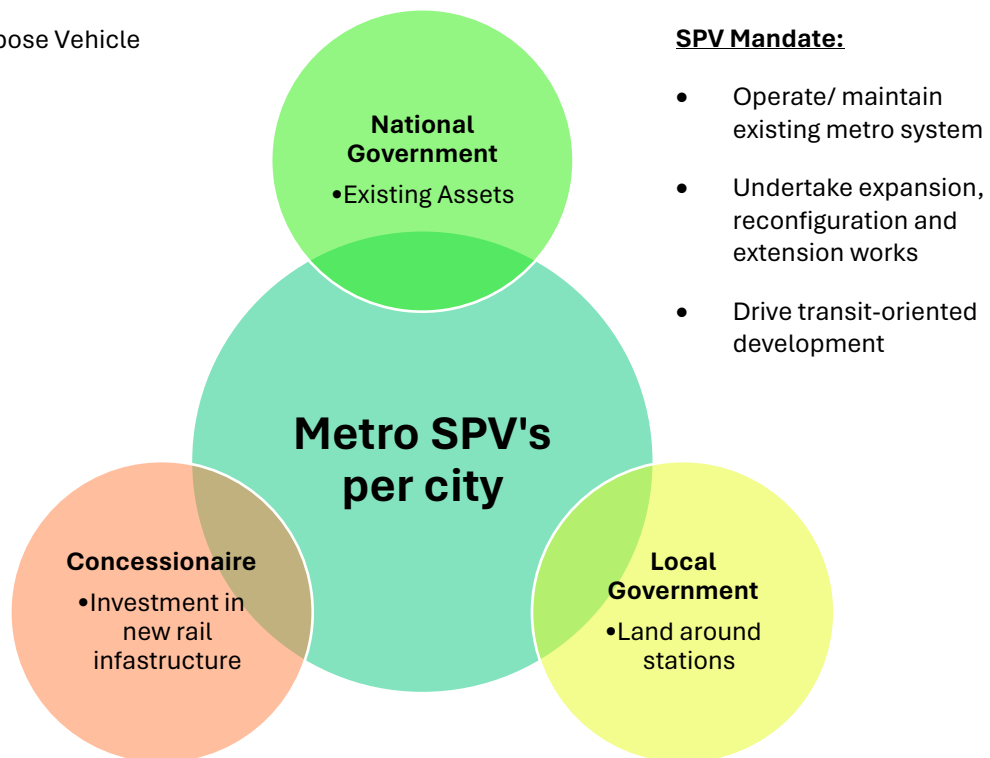 pose Vehicle
SPV Mandate:
• Operate/ maintain
existing metro system
• Undertake expansion,
reconfiguration and
extension works
• Drive transit-oriented
development
National
Government
•Existing Assets
Metro SPV's
per city
Concessionaire
•Investment in
new rail
infastructure
Local
Government
•Land around
stations